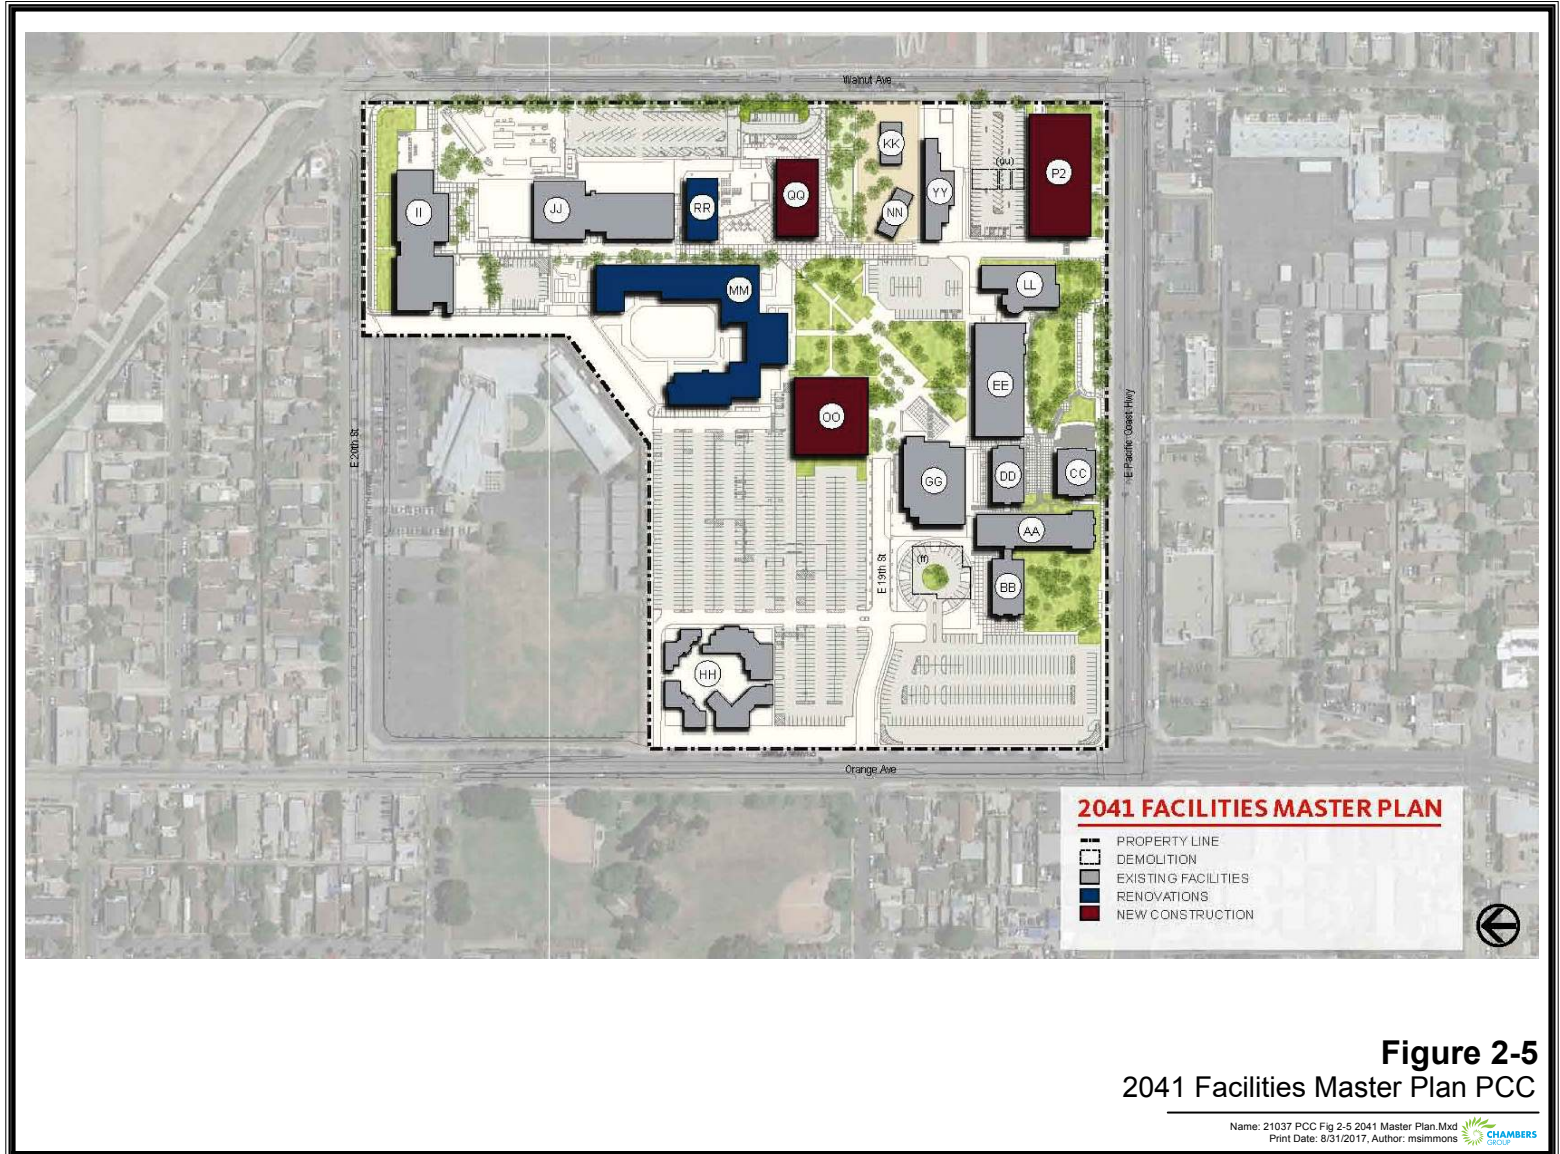 Walnut Ave
KK
P2
(gu)
RR
QQ
YY
II
JJ
NN
LL
MM
EE
OO
E 20th St
E Pacific Coast Hwy
GG
DD
CC
AA
E 19th St
(ff)
BB
HH
Orange Ave
2041 FACILITIES MASTER PLAN
PROPERTY LINE
DEMOLITION
EXISTING FACILITIES
RENOVATIONS
NEW CONSTRUCTION
Figure 2-5
2041 Facilities Master Plan PCC
Name: 21037 PCC Fig 2-5 2041 Master Plan.Mxd
Print Date: 8/31/2017, Author: msimmons
CHAMBERS
GROUP